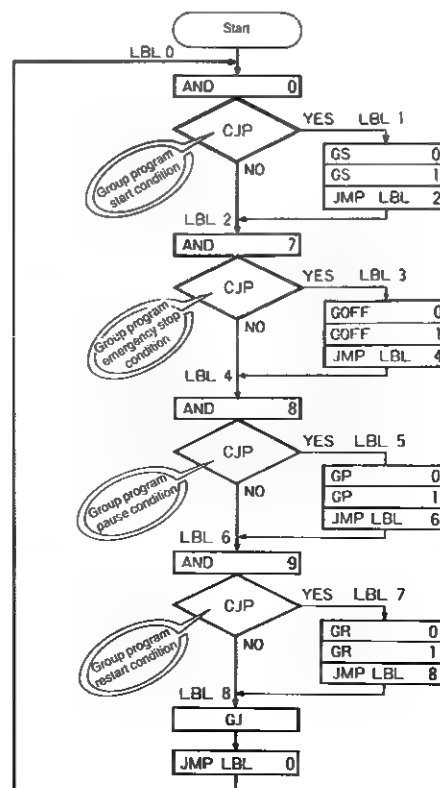 Start
LBL 0
AND 0
CJP
YES LBL 1
Group program
start condition
NO
GS 0
GS 1
JMP LBL 2
LBL 2
AND 7
CJP
YES LBL 3
Group program
emergency stop
condition
NO
GOFF 0
GOFF 1
JMP LBL 4
LBL 4
AND 8
CJP
YES LBL 5
Group program
pause condition
NO
GP 0
GP 1
JMP LBL 6
LBL 6
AND 9
CJP
YES LBL 7
Group program
restart condition
NO
GR 0
GR 1
JMP LBL 8
LBL 8
GJ
JMP LBL 0